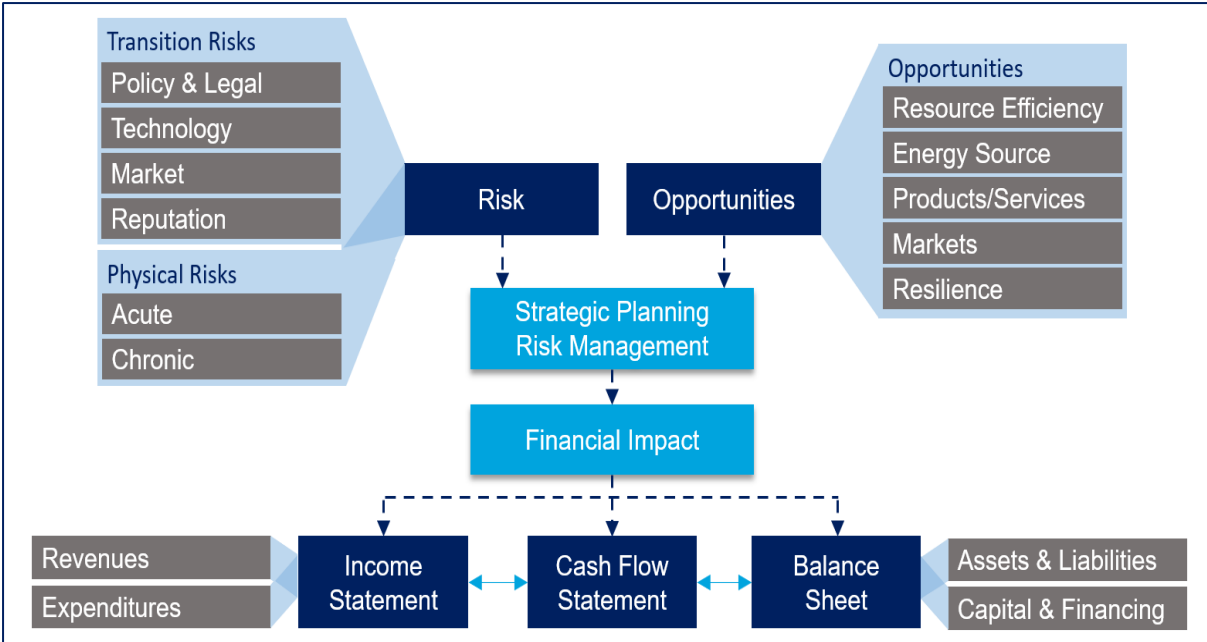 Transition Risks
Policy & Legal
Technology
Market
Reputation
Physical Risks
Acute
Chronic
Risk
Opportunities
Opportunities
Resource Efficiency
Energy Source
Products/Services
Markets
Resilience
Strategic Planning
Risk Management
Financial Impact
Revenues
Expenditures
Income
Statement
Cash Flow
Statement
Balance
Sheet
Assets & Liabilities
Capital & Financing